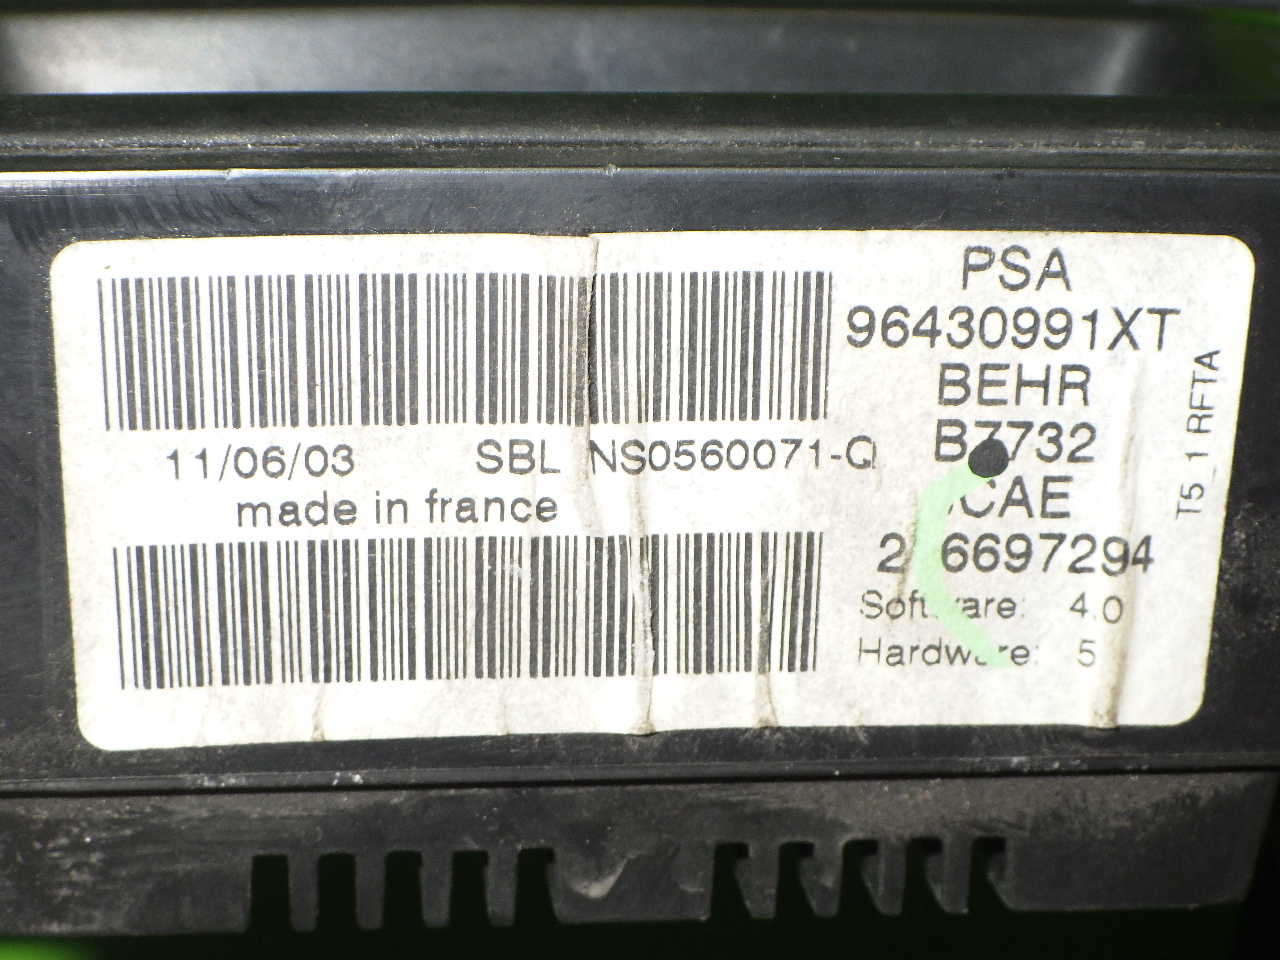 PSA
96430991XT
BEHR
B7732
CAE
11/06/03 SBL NS0560071-Q
made in france
Software: 4.0
Hardware: 5
T5_1 RFTA